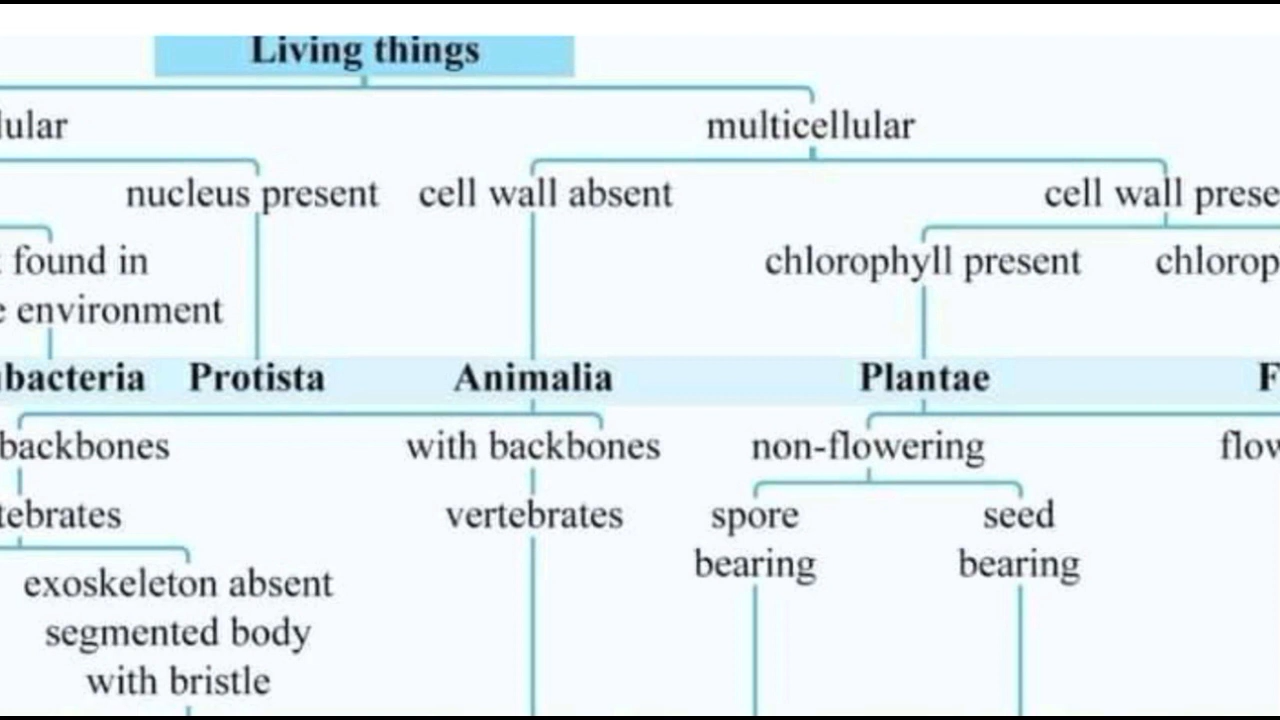 Living things
lular multicellular
nucleus present cell wall absent cell wall prese
found in chlorophyll present chlorop
e environment
bacteria Protista Animalia Plantae F
backbones with backbones non-flowering flow
tebrates vertebrates spore seed
bearing bearing
exoskeleton absent
segmented body
with bristle